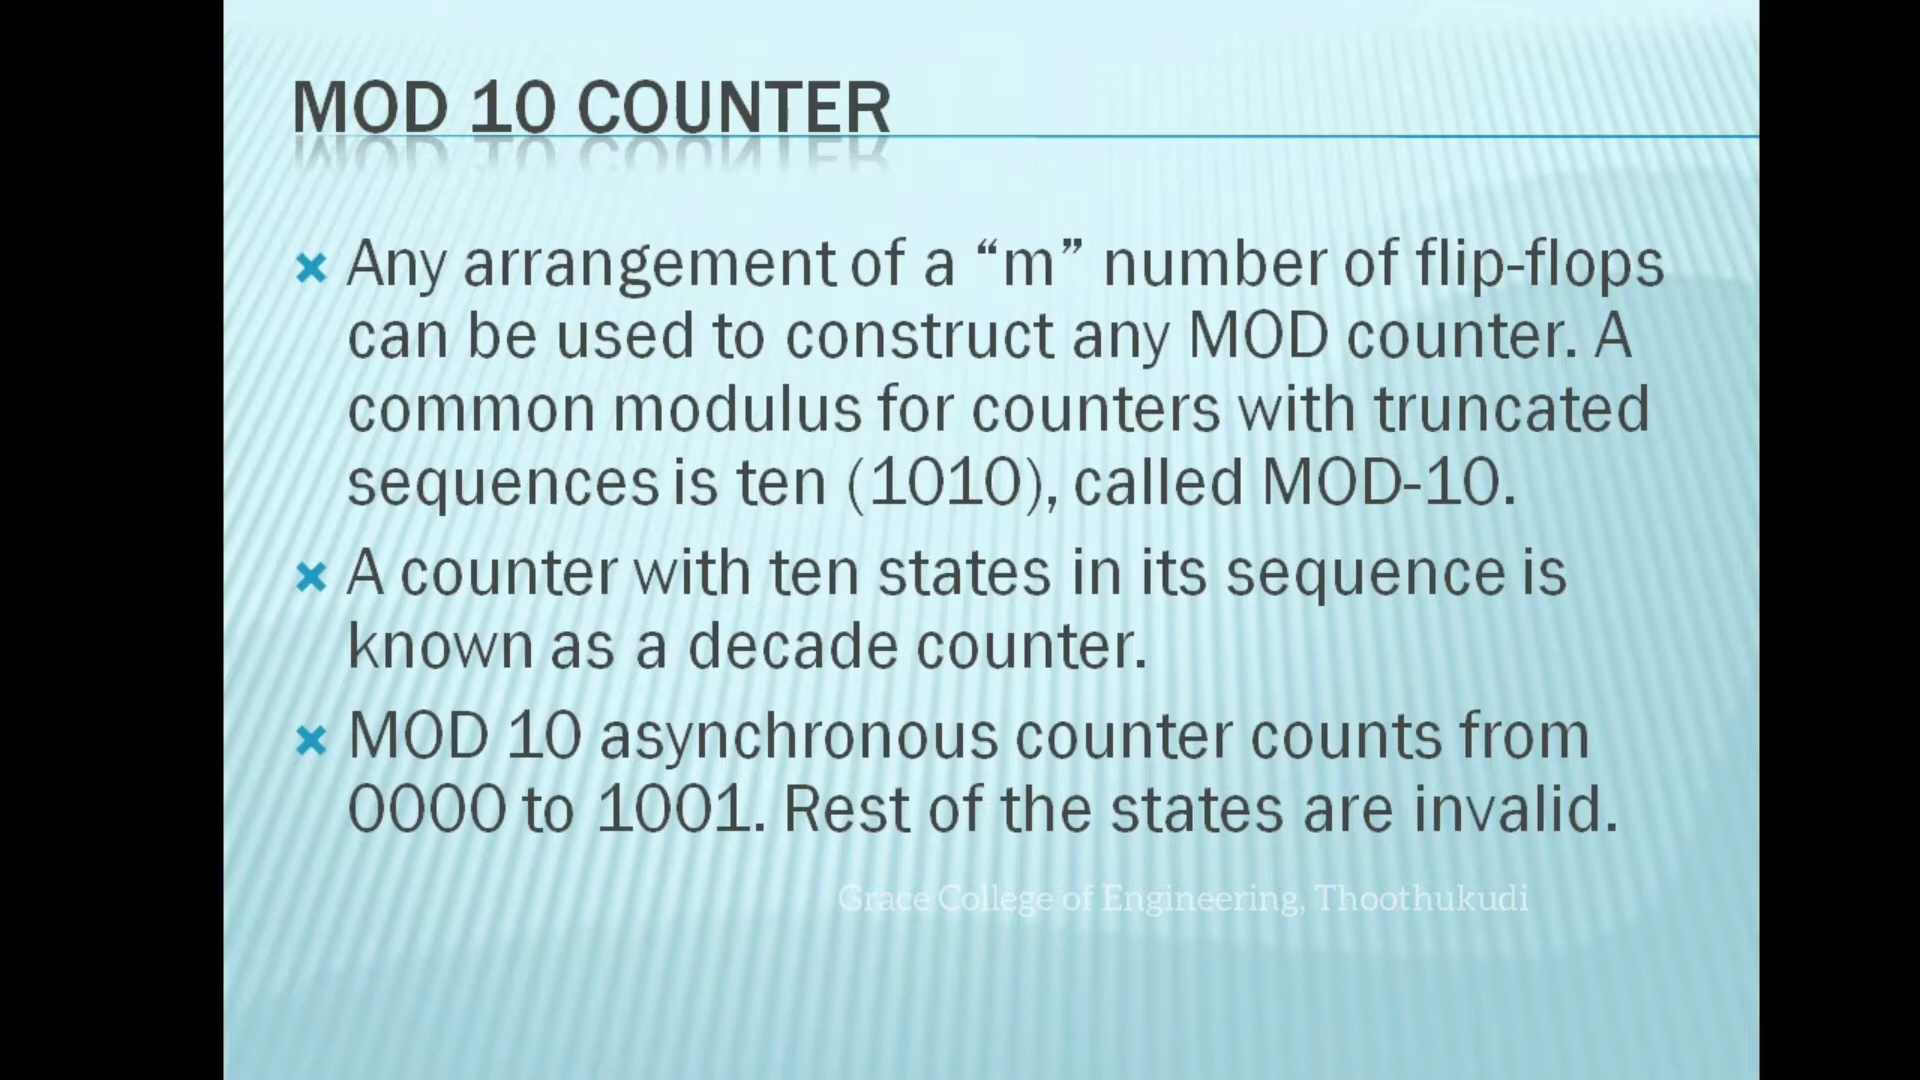 MOD 10 COUNTER
Any arrangement of a “m” number of flip-flops
can be used to construct any MOD counter. A
common modulus for counters with truncated
sequences is ten (1010), called MOD-10.
A counter with ten states in its sequence is
known as a decade counter.
MOD 10 asynchronous counter counts from
0000 to 1001. Rest of the states are invalid.
Grace College of Engineering, Thoothukudi